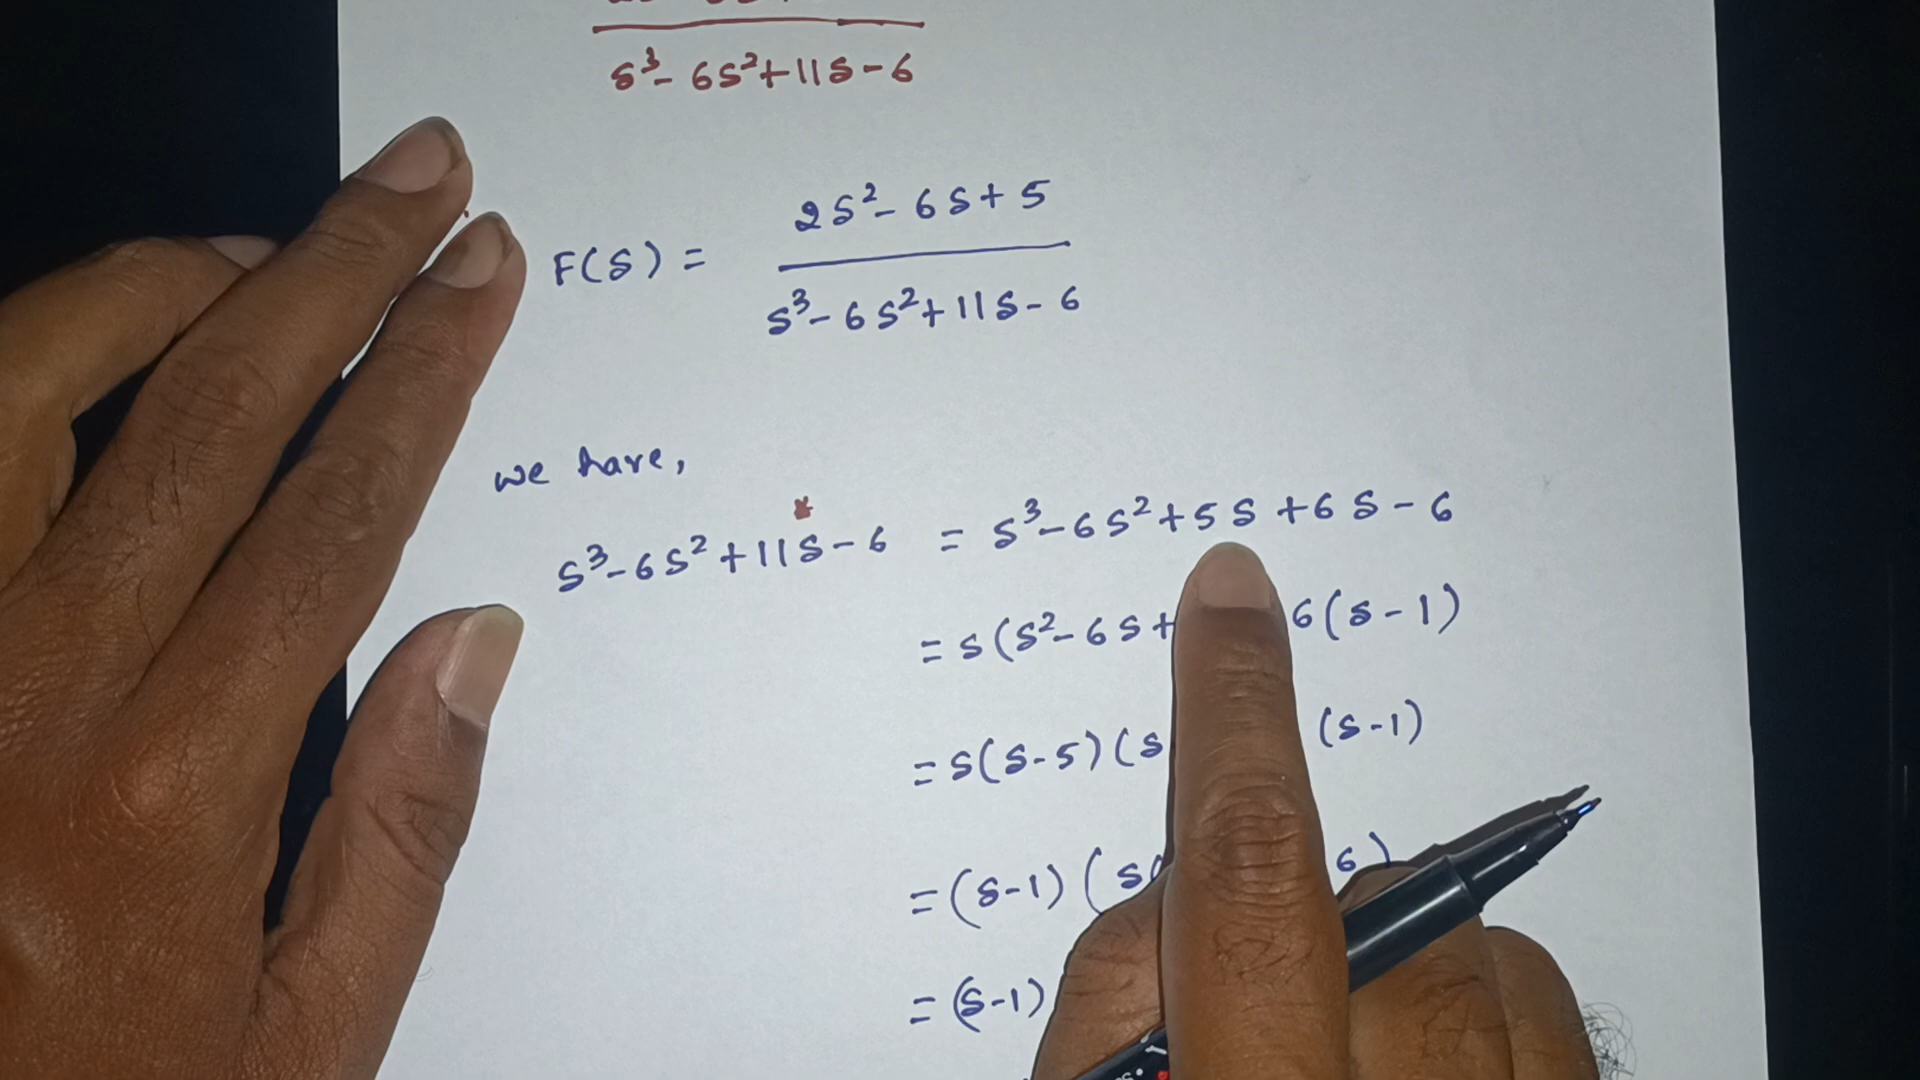 s³-6s²+11s-6
F(s) = 2s²-6s+5 / s³-6s²+11s-6
we have,
s³-6s²+11s-6 = s³-6s²+5s+6s-6
= s(s²-6s+ 6(s-1)
= s(s-5)(s (s-1)
= (s-1)(s( 6)
= (s-1)